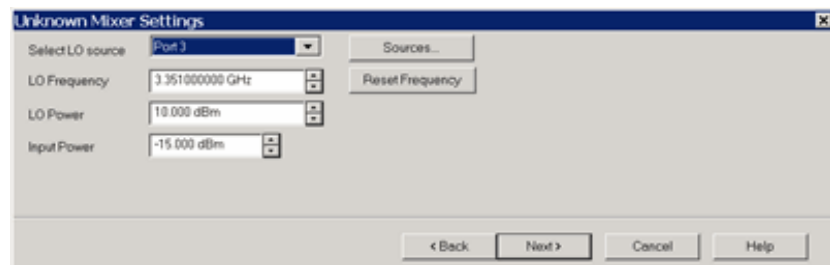 Unknown Mixer Settings
Select LO source Port 3 Sources...
LO Frequency 3.351000000 GHz Reset Frequency
LO Power 10.000 dBm
Input Power -15.000 dBm
< Back Next > Cancel Help